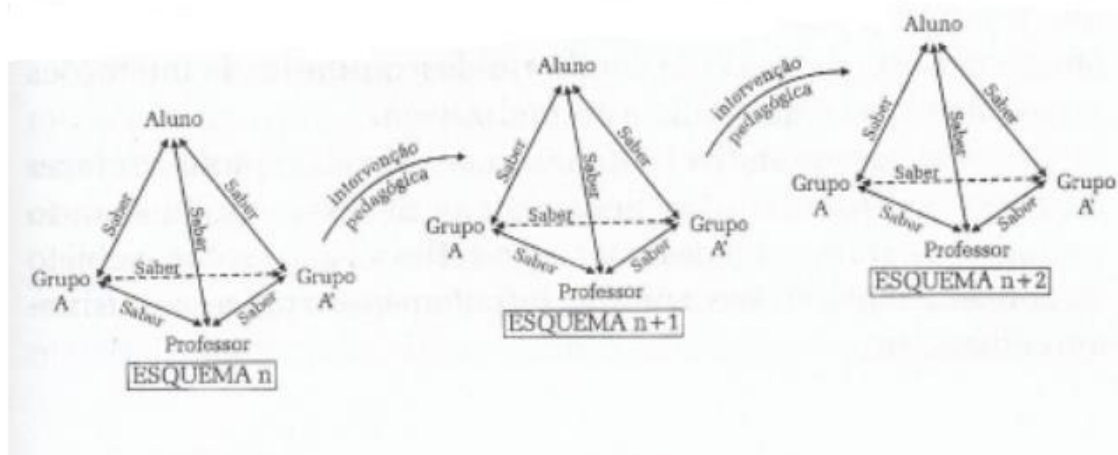 Aluno
Saber
Saber
Saber
Saber
Grupo
A
Grupo
A'
Saber
Saber
Professor
ESQUEMA n
intervenção
pedagógica
Aluno
Saber
Saber
Saber
Saber
Grupo
A
Grupo
A'
Saber
Saber
Professor
ESQUEMA n+1
intervenção
pedagógica
Aluno
Saber
Saber
Saber
Saber
Grupo
A
Grupo
A'
Saber
Saber
Professor
ESQUEMA n+2